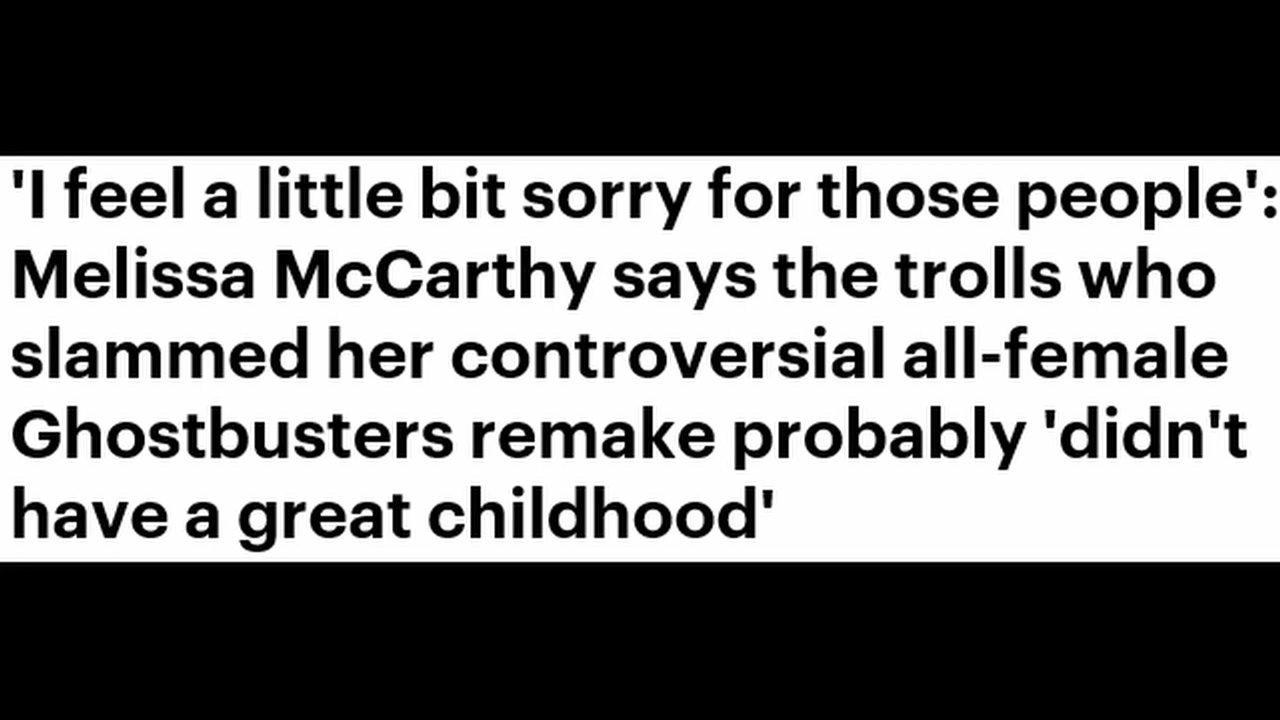 'I feel a little bit sorry for those people':
Melissa McCarthy says the trolls who
slammed her controversial all-female
Ghostbusters remake probably 'didn't
have a great childhood'